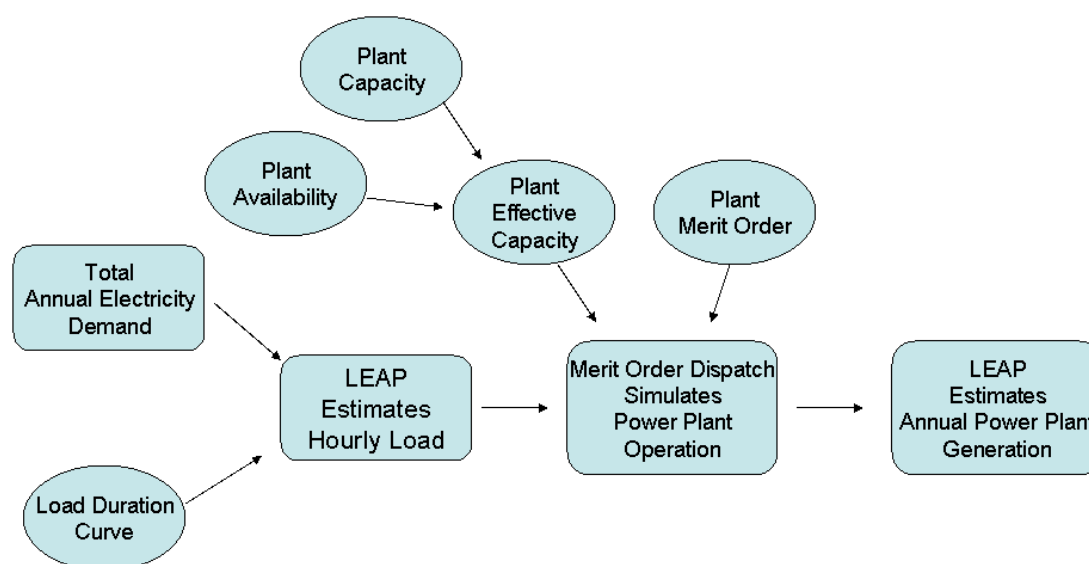 Plant
Capacity
Plant
Availability
Plant
Effective
Capacity
Plant
Merit Order
Total
Annual Electricity
Demand
LEAP
Estimates
Hourly Load
Merit Order Dispatch
Simulates
Power Plant
Operation
LEAP
Estimates
Annual Power Plant
Generation
Load Duration
Curve